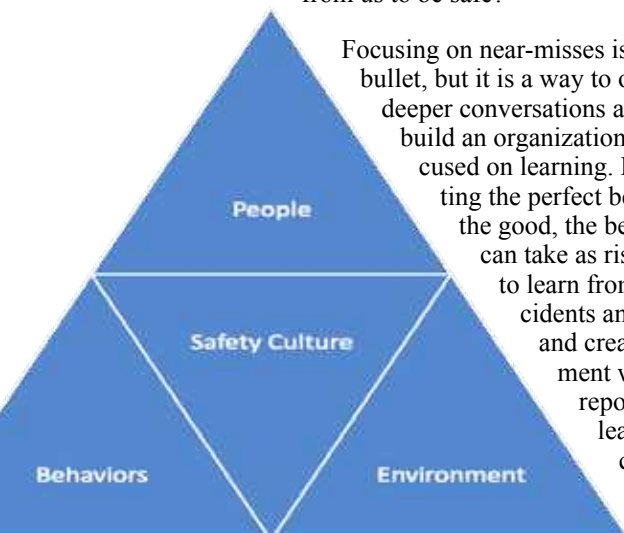 from us to be safe?
Focusing on near-misses is
bullet, but it is a way to
deeper conversations a
build an organization
cused on learning.
ting the perfect be
the good, the be
can take as ris
to learn
cidents an
and crea
ment
repo
lea
People
Safety Culture
Behaviors
Environment